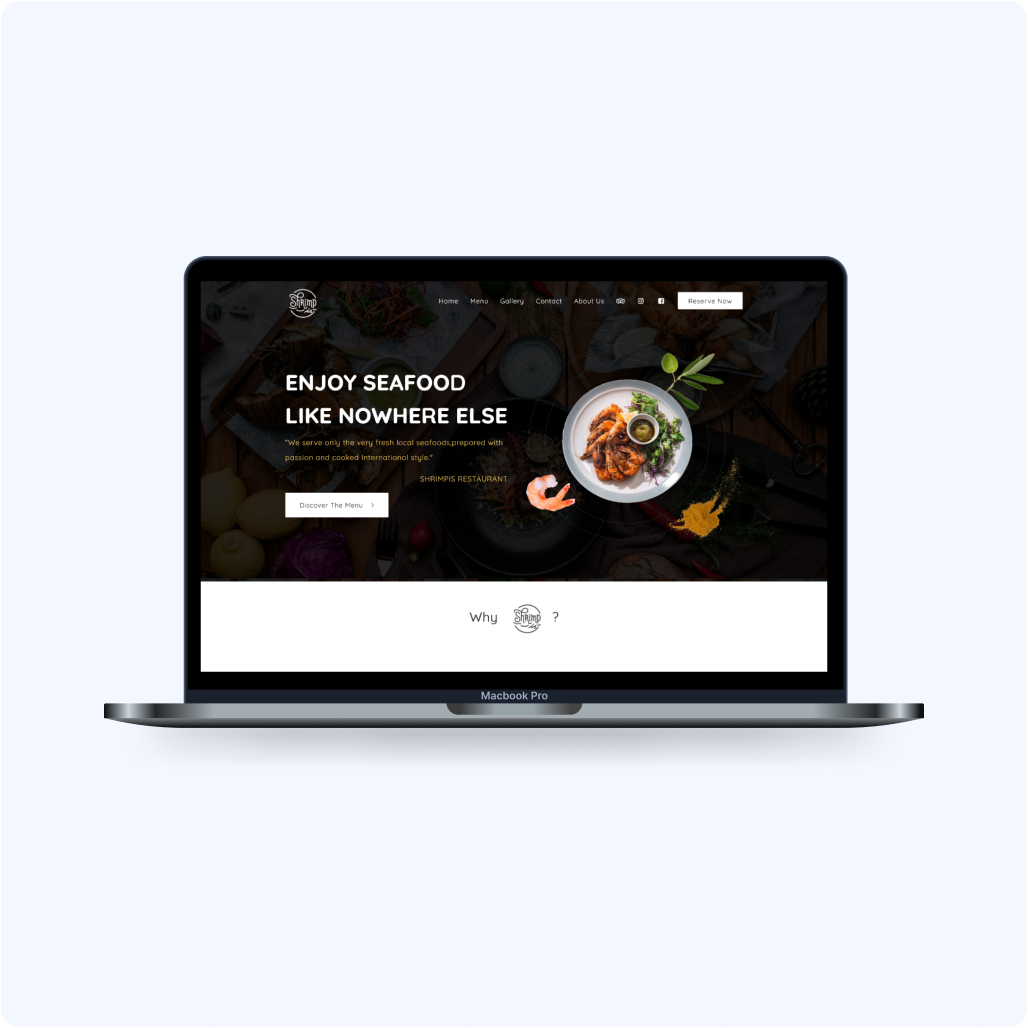 Shrimp
Home Menu Gallery Contact About Us Reserve Now
ENJOY SEAFOOD
LIKE NOWHERE ELSE
"We serve only the very fresh local seafoods,prepared with
passion and cooked International style."
SHRIMPIS RESTAURANT
Discover The Menu >
Why Shrimp ?
Macbook Pro